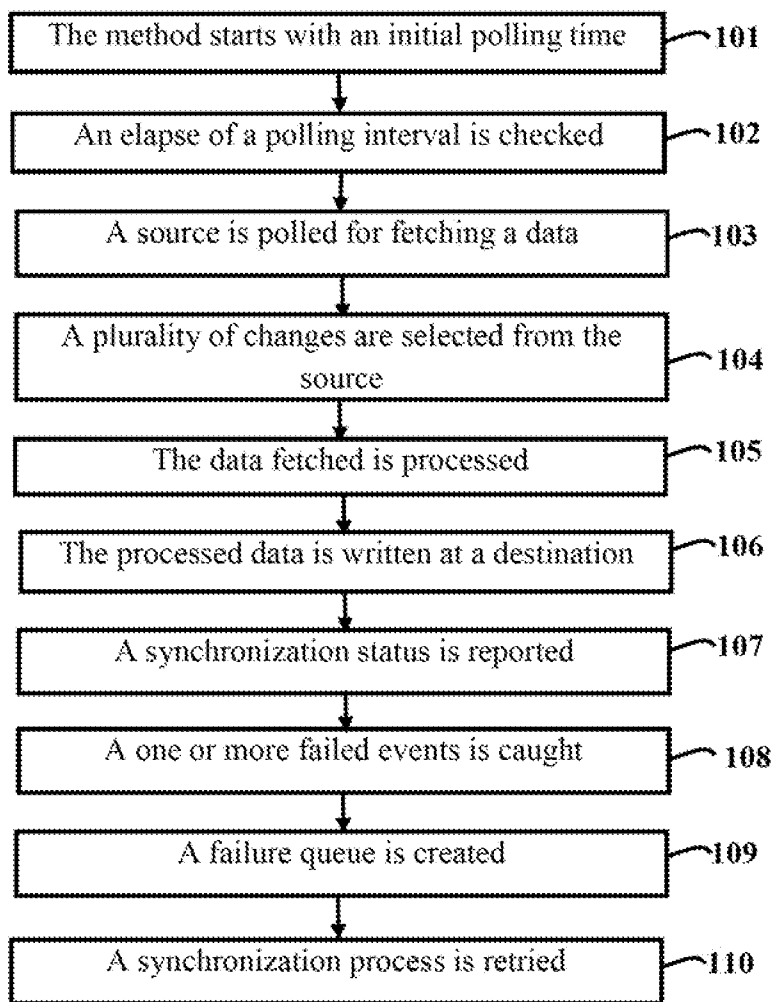 The method starts with an initial polling time 101
An elapse of a polling interval is checked 102
A source is polled for fetching a data 103
A plurality of changes are selected from the
source 104
The data fetched is processed 105
The processed data is written at a destination 106
A synchronization status is reported 107
A one or more failed events is caught 108
A failure queue is created 109
A synchronization process is retried 110